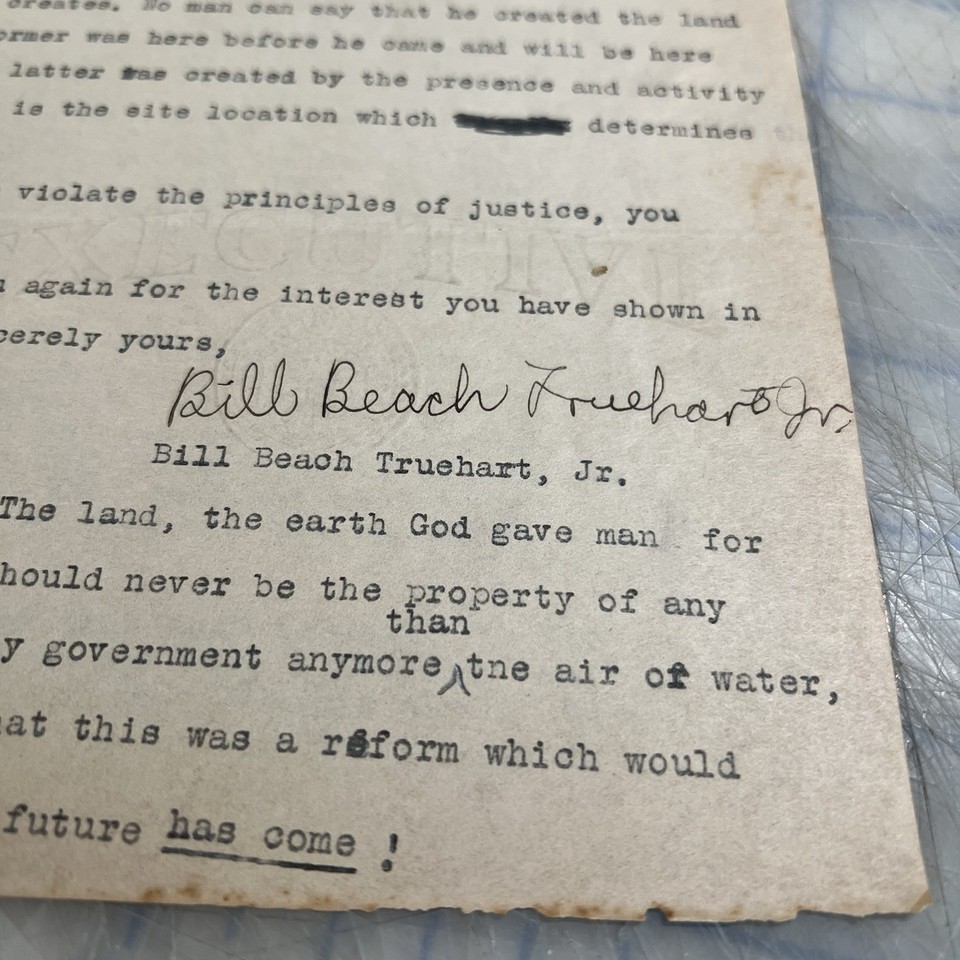 creates. No man can say that he created the land
ormer was here before he came and will be here
latter was created by the presence and activity
is the site location which determines
violate the principles of justice, you
EXECUTIVE
again for the interest you have shown in
cerely yours,
Bill Beach Truehart Jr.
Bill Beach Truehart, Jr.
The land, the earth God gave man for
hould never be the property of any
than
y government anymore tne air or water,
hat this was a reform which would
future has come !